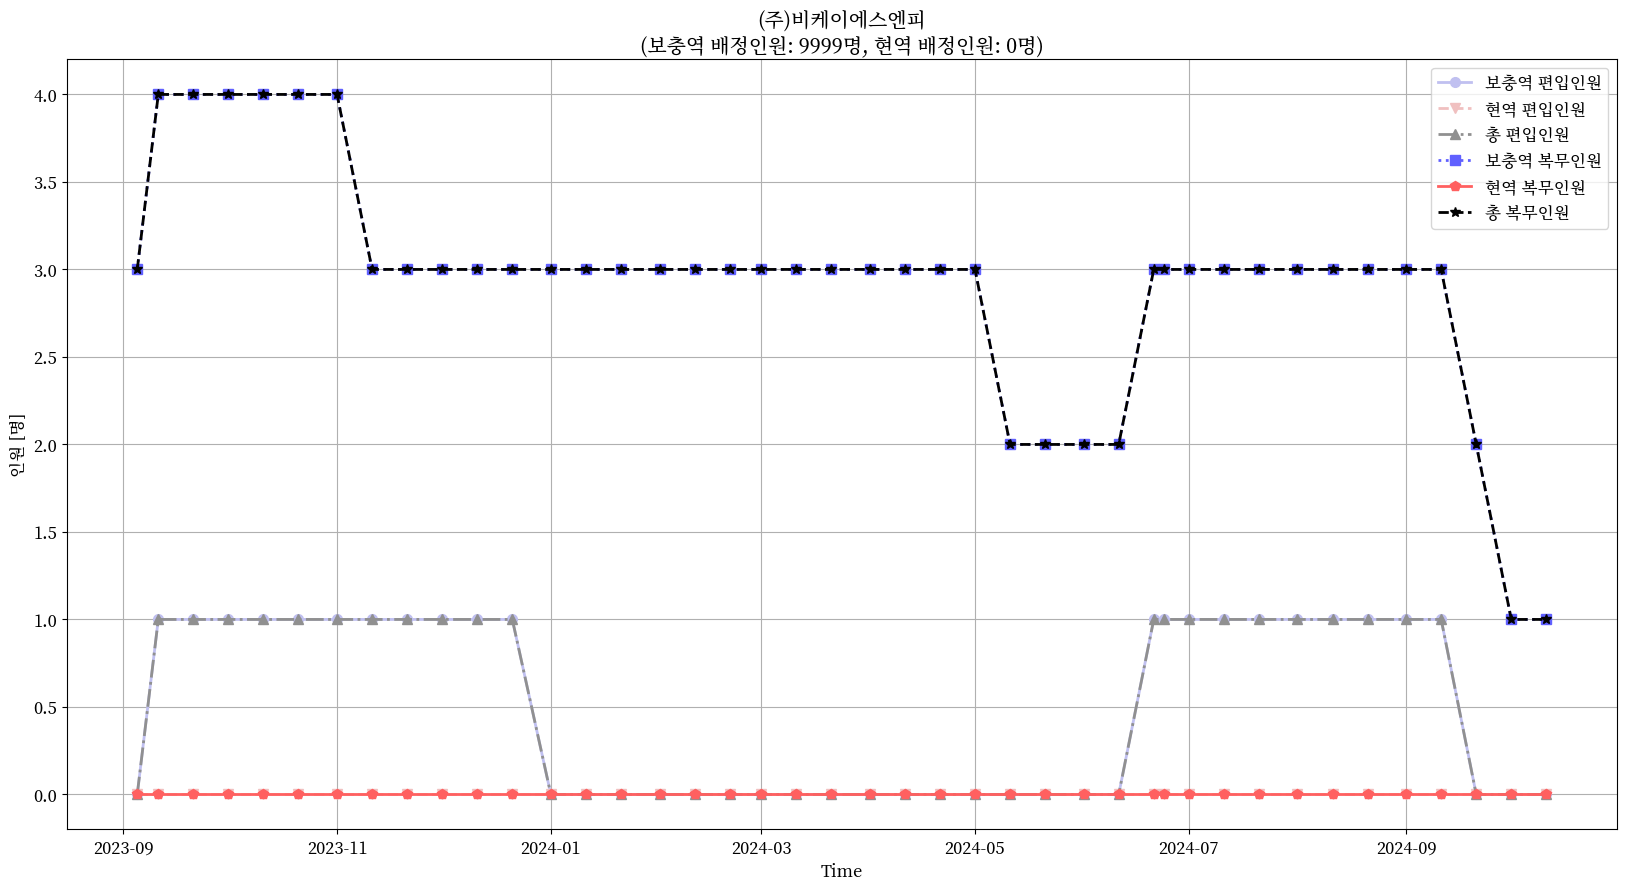 (주)비케이에스엔피
(보충역 배정인원: 9999명, 현역 배정인원: 0명)
보충역 편입인원
현역 편입인원
총 편입인원
보충역 복무인원
현역 복무인원
총 복무인원
인원 [명]
4.0
3.5
3.0
2.5
2.0
1.5
1.0
0.5
0.0
2023-09 2023-11 2024-01 2024-03 2024-05 2024-07 2024-09
Time